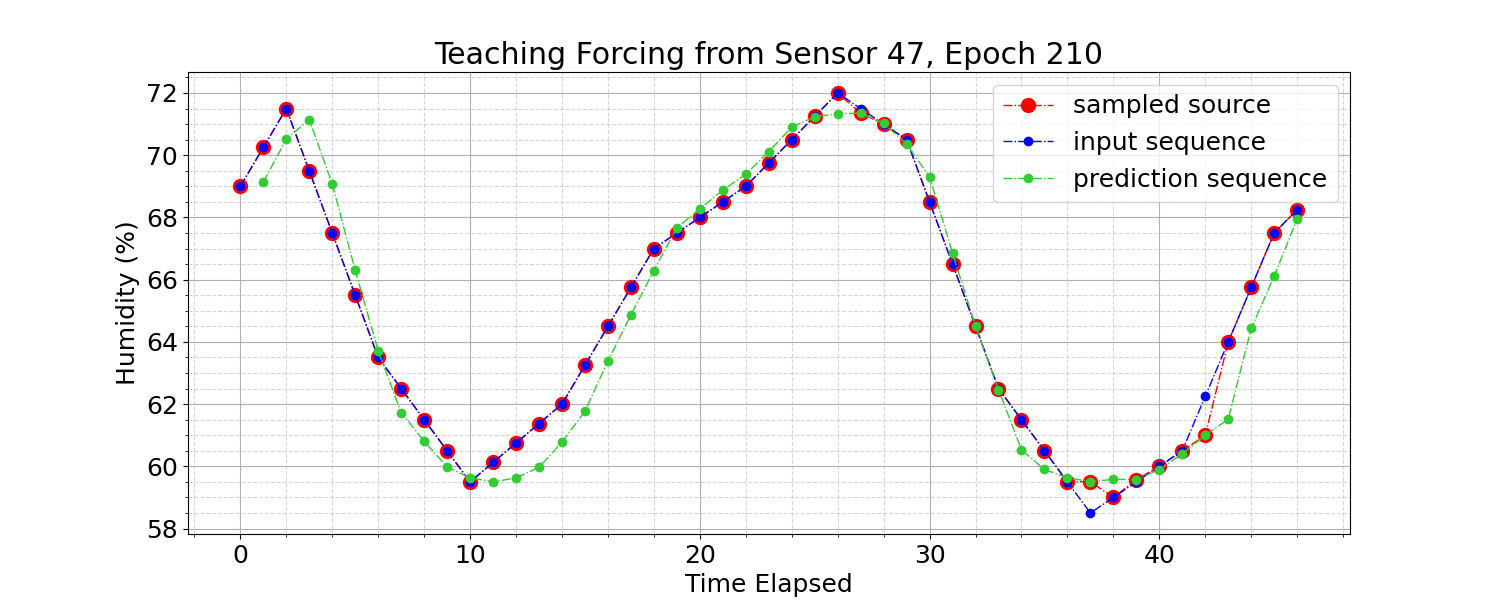 Teaching Forcing from Sensor 47, Epoch 210
72
70
68
66
64
62
60
58
Humidity (%)
sampled source
input sequence
prediction sequence
0 10 20 30 40
Time Elapsed